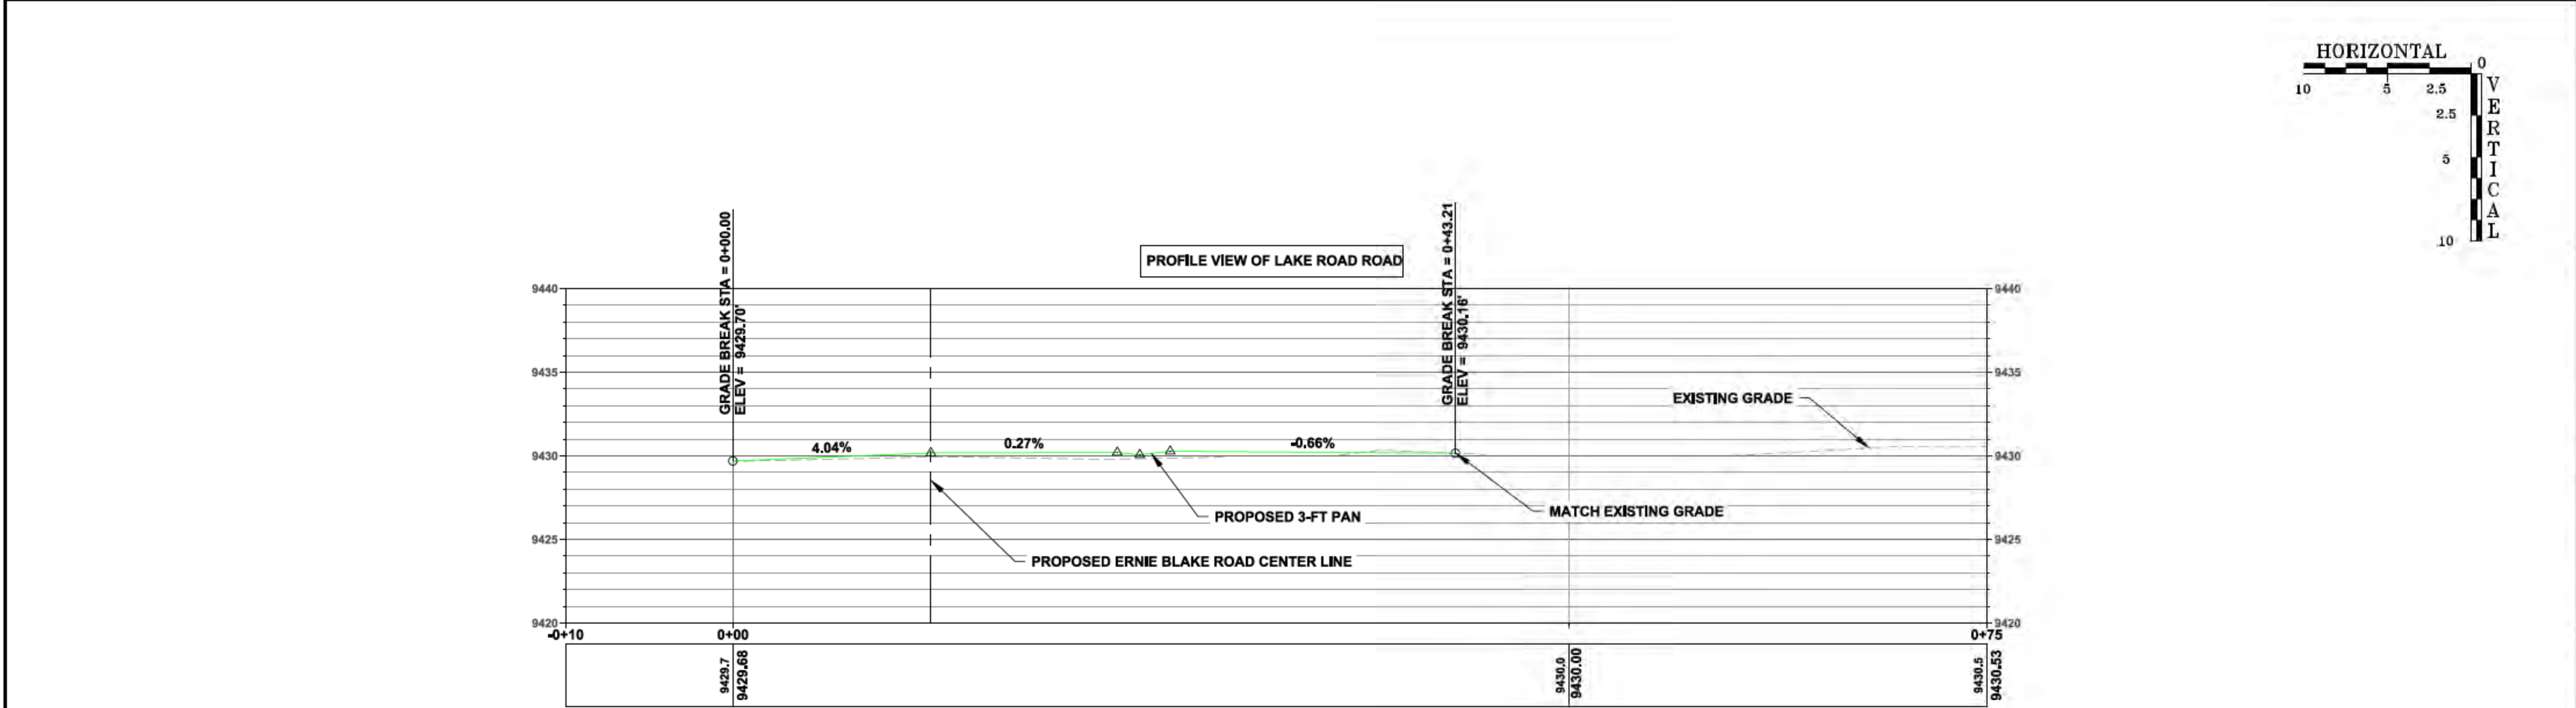 HORIZONTAL
0
10 5 2.5
VERTICAL
2.5
5
10
GRADE BREAK STA = 0+00.00
ELEV = 9429.70'
PROFILE VIEW OF LAKE ROAD ROAD
GRADE BREAK STA = 0+43.21
ELEV = 9430.16'
9440 9440
9435 9435
EXISTING GRADE
4.04% 0.27% -0.66%
9430 9430
PROPOSED 3-FT PAN
MATCH EXISTING GRADE
9425 9425
PROPOSED ERNIE BLAKE ROAD CENTER LINE
9420 9420
-0+10 0+00 0+75
9429.7
9429.68
9430.0
9430.00
9430.5
9430.53